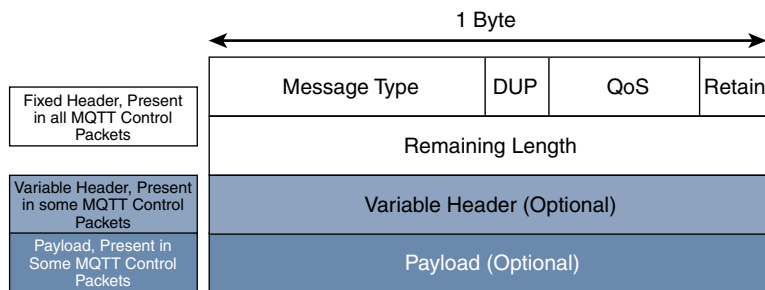 1 Byte
Message Type DUP QoS Retain
Fixed Header, Present
in all MQTT Control
Packets
Remaining Length
Variable Header, Present
in some MQTT Control
Packets
Variable Header (Optional)
Payload, Present in
Some MQTT Control
Packets
Payload (Optional)